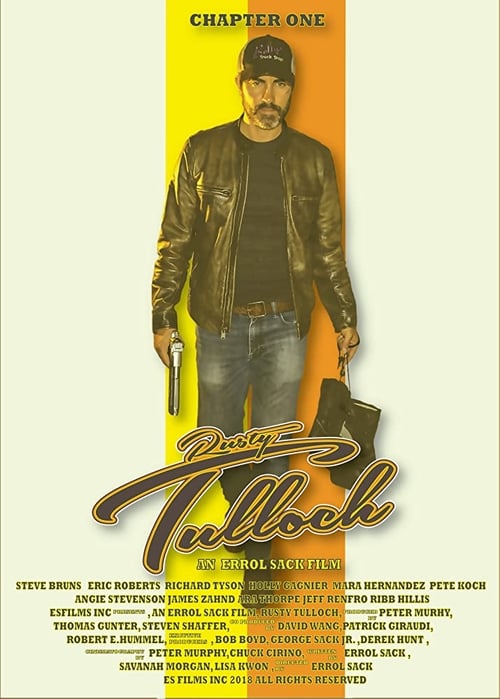 CHAPTER ONE
Truck Stop
Rusty
Tulloch
AN ERROL SACK FILM
STEVE BRUNS ERIC ROBERTS RICHARD TYSON HOLLY GAGNIER MARA HERNANDEZ PETE KOCH
ANGIE STEVENSON JAMES ZAHND ARA THORPE JEFF RENFRO RIBB HILLIS
ESFILMS INC PRESENTS , AN ERROL SACK FILM, RUSTY TULLOCH, PRODUCED BY PETER MURHY,
THOMAS GUNTER, STEVEN SHAFFER, CO PRODUCED BY DAVID WANG, PATRICK GIRAUDI,
ROBERT E.HUMMEL, EXECUTIVE PRODUCERS , BOB BOYD, GEORGE SACK JR. ,DEREK HUNT ,
CINEMATOGRAPHY BY PETER MURPHY, CHUCK CIRINO, WRITTEN BY ERROL SACK ,
SAVANAH MORGAN, LISA KWON , DIRECTED BY ERROL SACK
ES FILMS INC 2018 ALL RIGHTS RESERVED